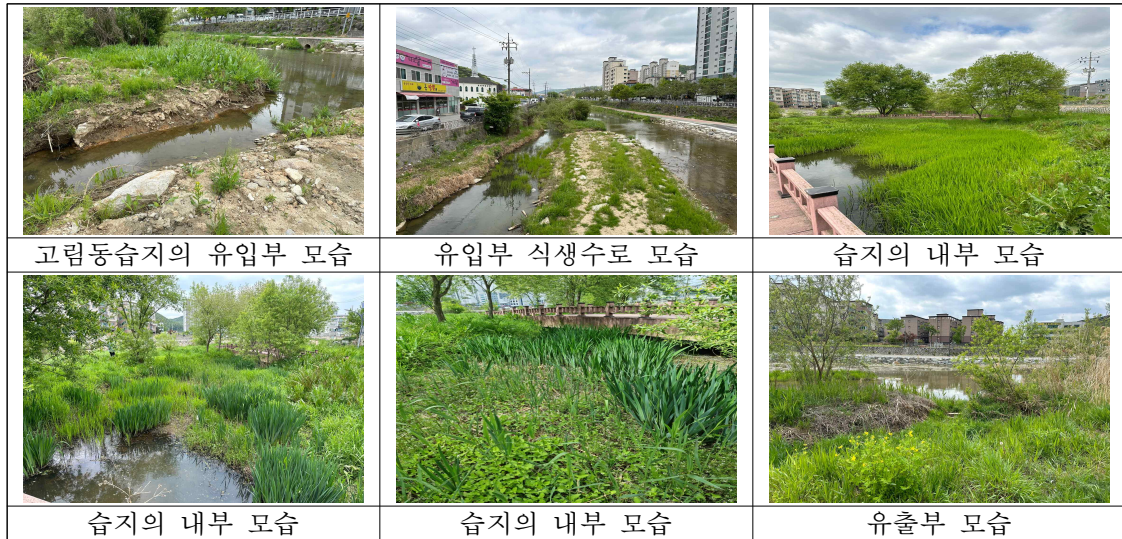 고림동습지의 유입부 모습
유입부 식생수로 모습
습지의 내부 모습
습지의 내부 모습
습지의 내부 모습
유출부 모습